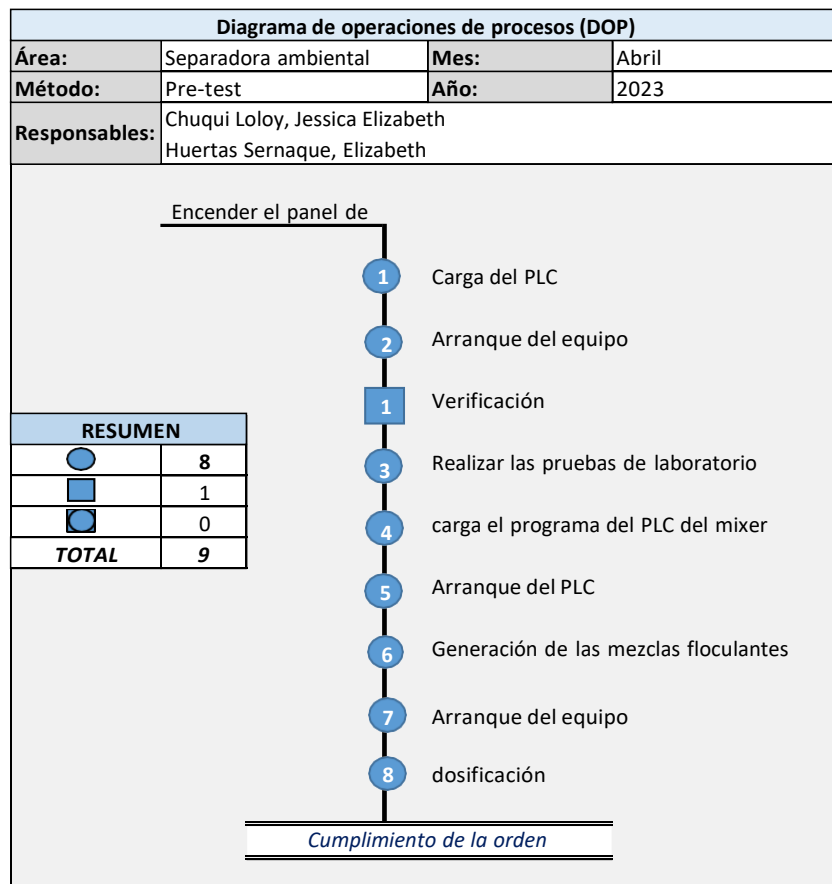 Diagrama de operaciones de procesos (DOP)
Área: Separadora ambiental Mes: Abril
Método: Pre-test Año: 2023
Responsables: Chuqui Loloy, Jessica Elizabeth
Huertas Sernaque, Elizabeth
Encender el panel de
1 Carga del PLC
2 Arranque del equipo
1 Verificación
3 Realizar las pruebas de laboratorio
4 carga el programa del PLC del mixer
5 Arranque del PLC
6 Generación de las mezclas floculantes
7 Arranque del equipo
8 dosificación
Cumplimiento de la orden
RESUMEN
8
1
0
TOTAL 9